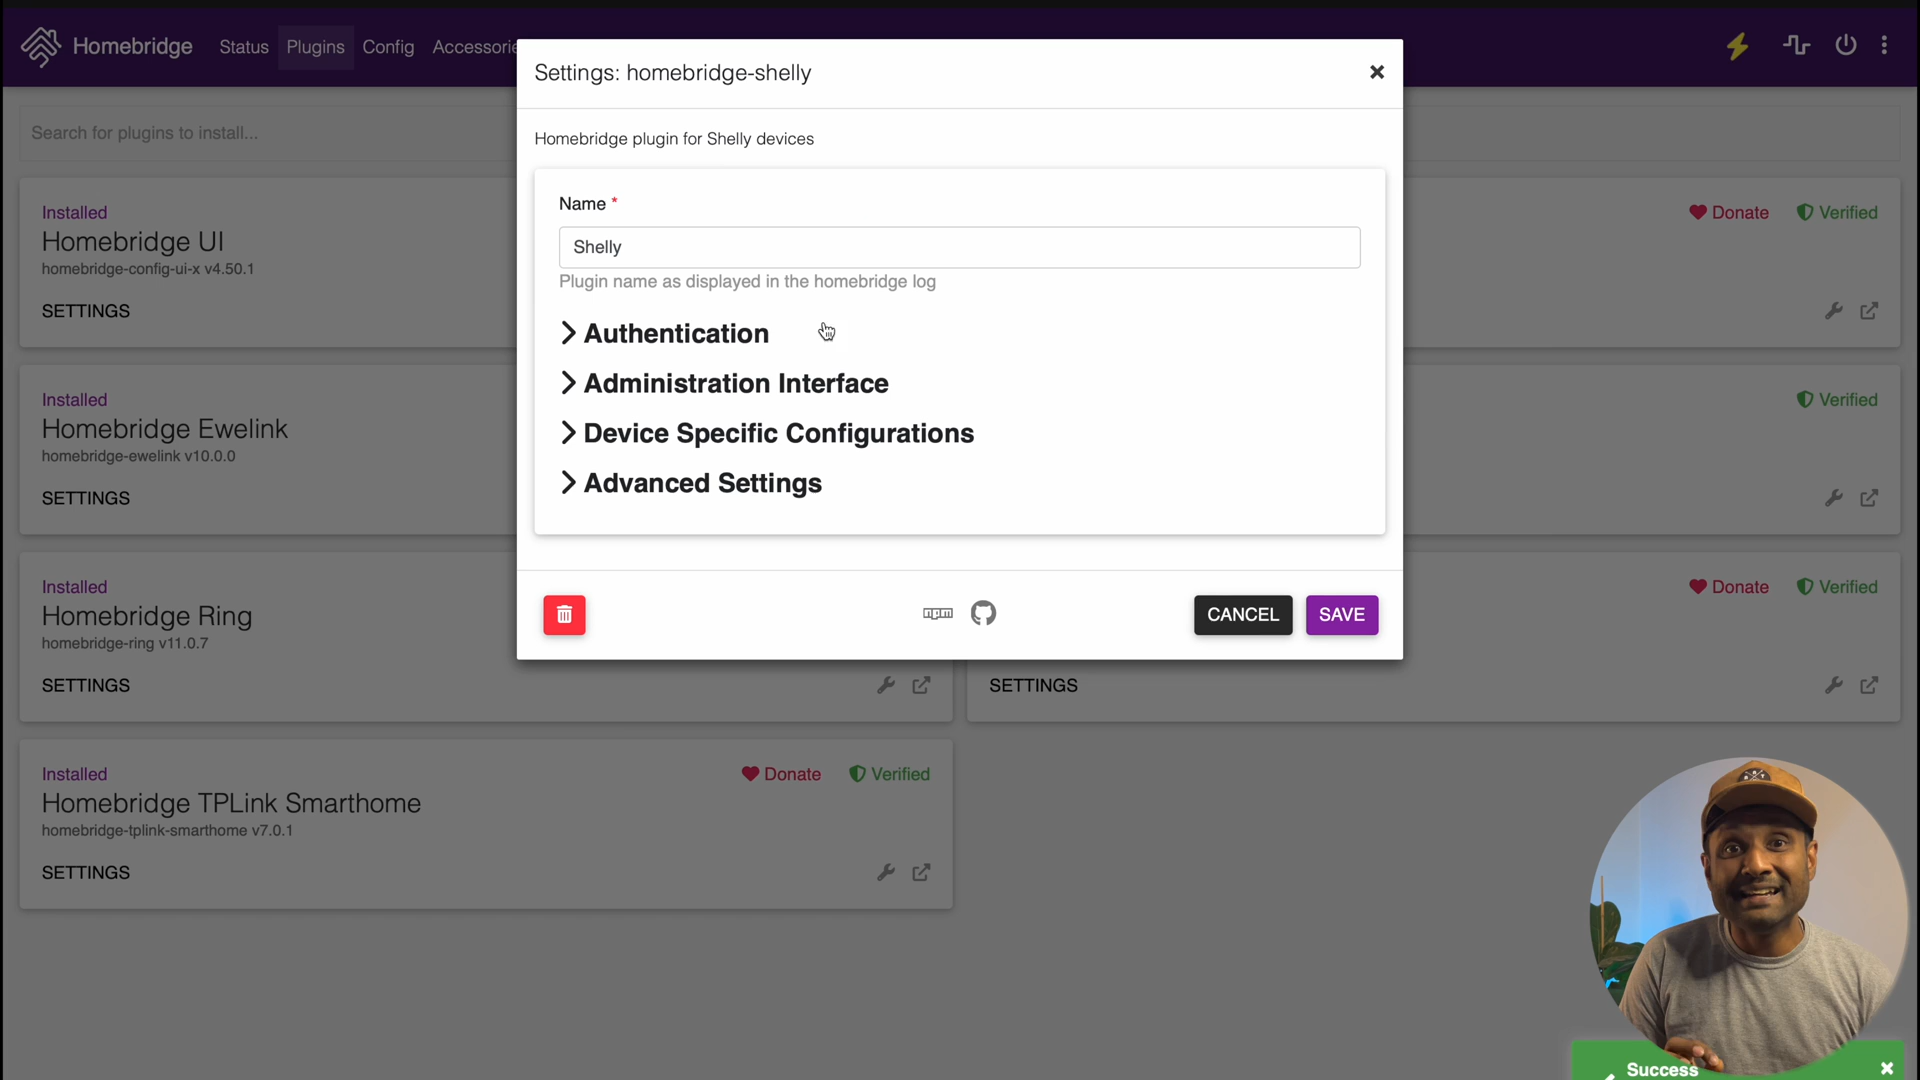 Homebridge
Status
Plugins
Config
Accessorie
Search for plugins to install...
Settings: homebridge-shelly
Homebridge plugin for Shelly devices
Name *
Shelly
Plugin name as displayed in the homebridge log
Authentication
Administration Interface
Device Specific Configurations
Advanced Settings
npm
CANCEL
SAVE
Installed
Homebridge UI
homebridge-config-ui-x v4.50.1
SETTINGS
Donate
Verified
Installed
Homebridge Ewelink
homebridge-ewelink v10.0.0
SETTINGS
Verified
Installed
Homebridge Ring
homebridge-ring v11.0.7
SETTINGS
Donate
Verified
SETTINGS
Installed
Donate
Verified
Homebridge TPLink Smarthome
homebridge-tplink-smarthome v7.0.1
SETTINGS
Success